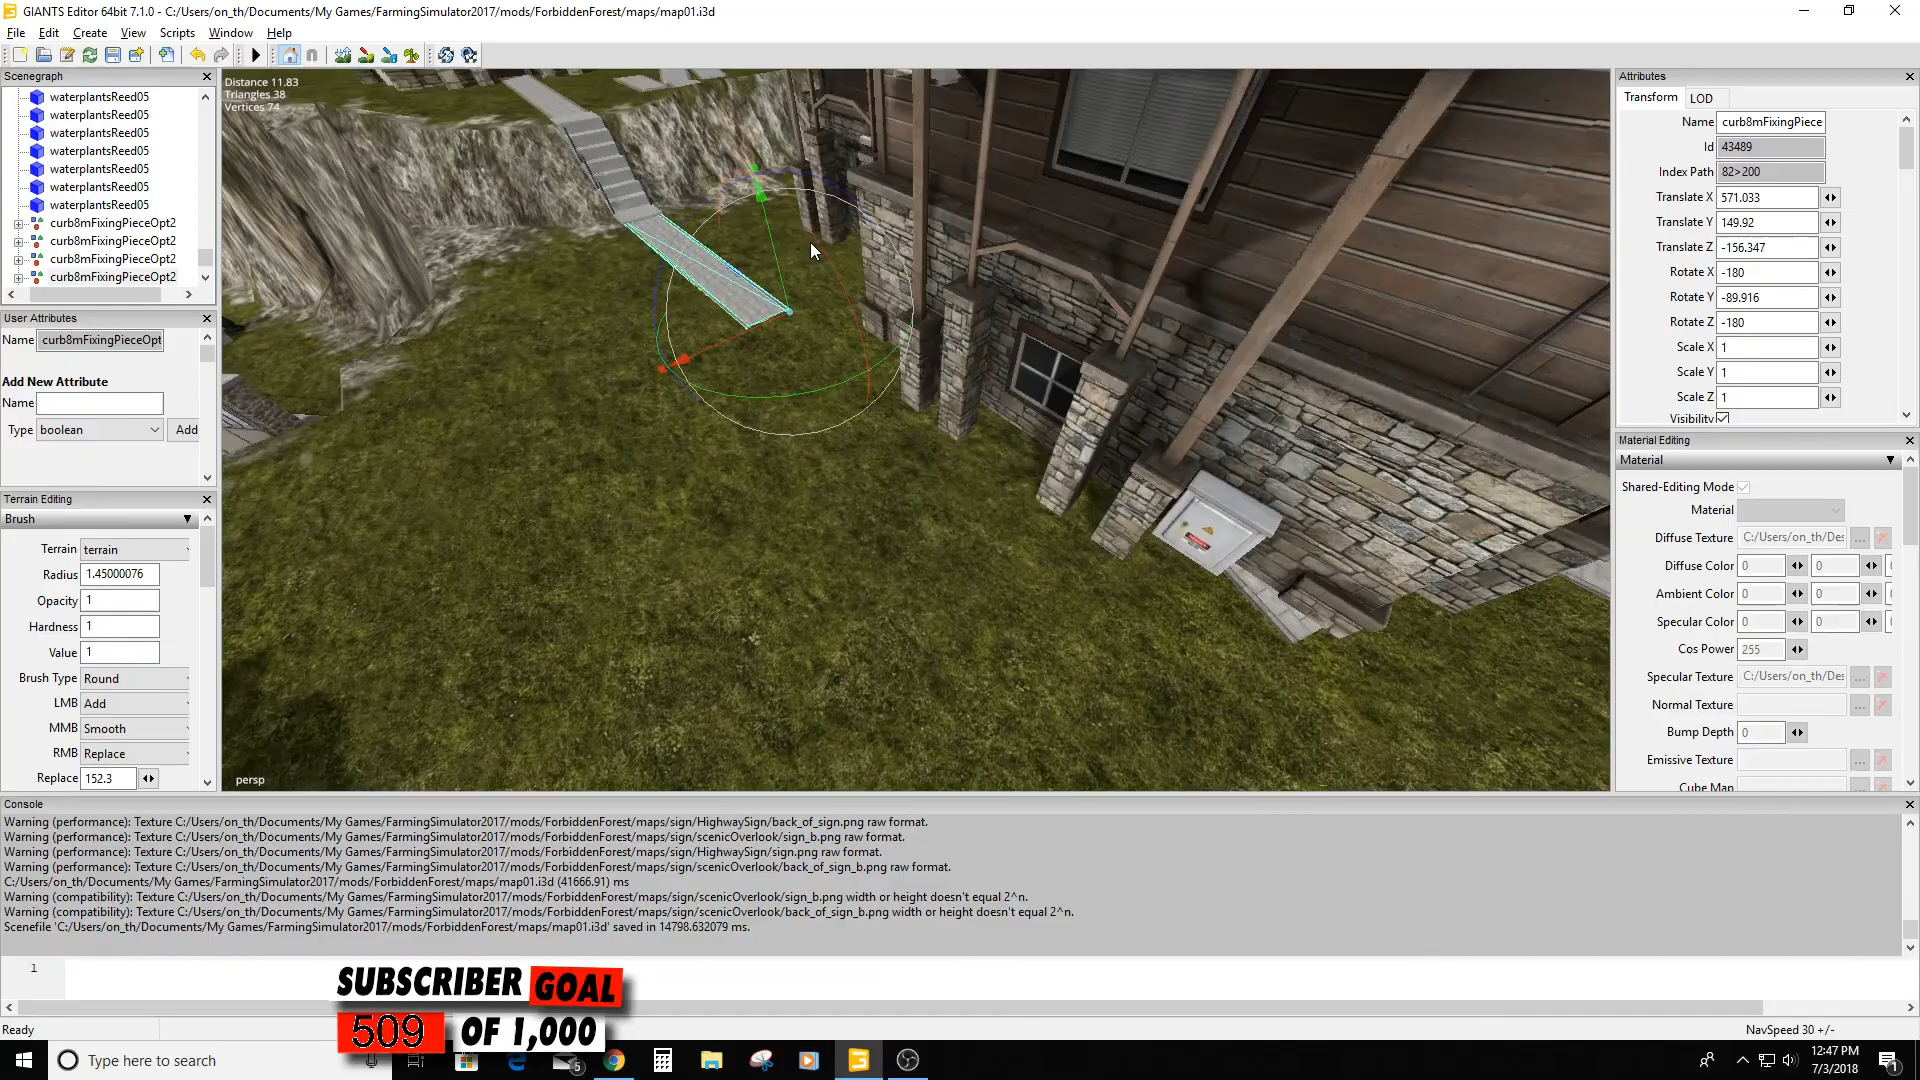 GIANTS Editor 64bit 7.1.0 - C:/Users/on_th/Documents/My Games/FarmingSimulator2017/mods/ForbiddenForest/maps/map01.i3d
File Edit Create View Scripts Window Help
Scenegraph
waterplantsReed05
waterplantsReed05
waterplantsReed05
waterplantsReed05
waterplantsReed05
waterplantsReed05
waterplantsReed05
curb8mFixingPieceOpt2
curb8mFixingPieceOpt2
curb8mFixingPieceOpt2
curb8mFixingPieceOpt2
User Attributes
Name curb8mFixingPieceOpt
Add New Attribute
Name
Type boolean Add
Terrain Editing
Brush
Terrain terrain
Radius 1.45000076
Opacity 1
Hardness 1
Value 1
Brush Type Round
LMB Add
MMB Smooth
RMB Replace
Replace 152.3
Distance 11.83
Triangles 38
Vertices 74
persp
Attributes
Transform LOD
Name curb8mFixingPiece
Id 43489
Index Path 82>200
Translate X 571.033
Translate Y 149.92
Translate Z -156.347
Rotate X -180
Rotate Y -89.916
Rotate Z -180
Scale X 1
Scale Y 1
Scale Z 1
Visibility
Material Editing
Material
Shared-Editing Mode
Material
Diffuse Texture C:/Users/on_th/Des ...
Diffuse Color 0 0
Ambient Color 0 0
Specular Color 0 0
Cos Power 255
Specular Texture C:/Users/on_th/Des ...
Normal Texture ...
Bump Depth 0
Emissive Texture ...
Cube Map
Console
Warning (performance): Texture C:/Users/on_th/Documents/My Games/FarmingSimulator2017/mods/ForbiddenForest/maps/sign/HighwaySign/back_of_sign.png raw format.
Warning (performance): Texture C:/Users/on_th/Documents/My Games/FarmingSimulator2017/mods/ForbiddenForest/maps/sign/scenicOverlook/sign_b.png raw format.
Warning (performance): Texture C:/Users/on_th/Documents/My Games/FarmingSimulator2017/mods/ForbiddenForest/maps/sign/HighwaySign/sign.png raw format.
Warning (performance): Texture C:/Users/on_th/Documents/My Games/FarmingSimulator2017/mods/ForbiddenForest/maps/sign/scenicOverlook/back_of_sign_b.png raw format.
C:/Users/on_th/Documents/My Games/FarmingSimulator2017/mods/ForbiddenForest/maps/map01.i3d (41666.91) ms
Warning (compatibility): Texture C:/Users/on_th/Documents/My Games/FarmingSimulator2017/mods/ForbiddenForest/maps/sign/scenicOverlook/sign_b.png width or height doesn't equal 2^n.
Warning (compatibility): Texture C:/Users/on_th/Documents/My Games/FarmingSimulator2017/mods/ForbiddenForest/maps/sign/scenicOverlook/back_of_sign_b.png width or height doesn't equal 2^n.
Scenefile 'C:/Users/on_th/Documents/My Games/FarmingSimulator2017/mods/ForbiddenForest/maps/map01.i3d' saved in 14798.632079 ms.
1
SUBSCRIBER GOAL
509 OF 1,000
Ready
NavSpeed 30 +/-
Type here to search
5
12:47 PM
7/3/2018
1